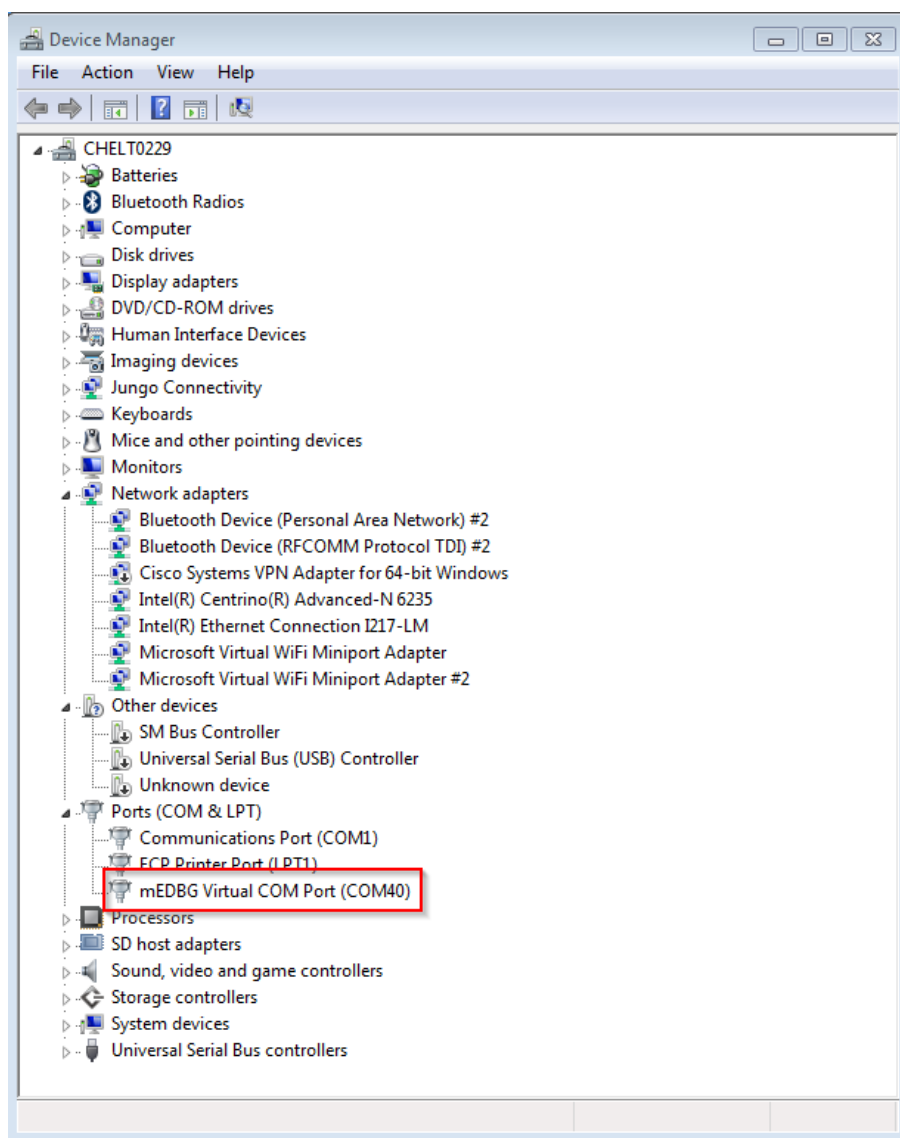 Device Manager
File Action View Help
CHELT0229
Batteries
Bluetooth Radios
Computer
Disk drives
Display adapters
DVD/CD-ROM drives
Human Interface Devices
Imaging devices
Jungo Connectivity
Keyboards
Mice and other pointing devices
Monitors
Network adapters
Bluetooth Device (Personal Area Network) #2
Bluetooth Device (RFCOMM Protocol TDI) #2
Cisco Systems VPN Adapter for 64-bit Windows
Intel(R) Centrino(R) Advanced-N 6235
Intel(R) Ethernet Connection I217-LM
Microsoft Virtual WiFi Miniport Adapter
Microsoft Virtual WiFi Miniport Adapter #2
Other devices
SM Bus Controller
Universal Serial Bus (USB) Controller
Unknown device
Ports (COM & LPT)
Communications Port (COM1)
ECP Printer Port (LPT1)
mEDBG Virtual COM Port (COM40)
Processors
SD host adapters
Sound, video and game controllers
Storage controllers
System devices
Universal Serial Bus controllers